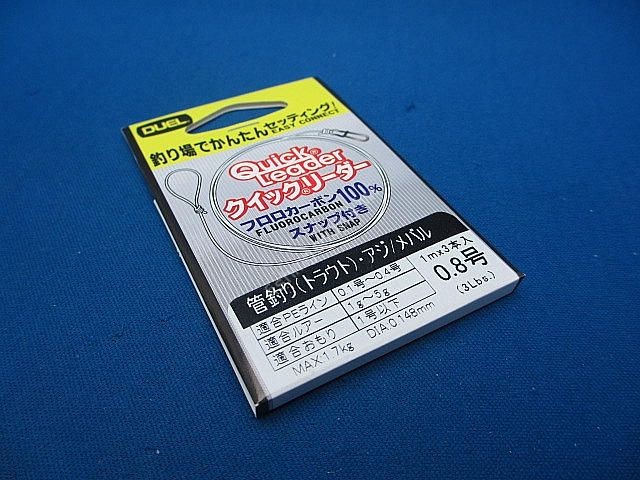 DUEL
釣り場でかんたんセッティング!
EASY CONNECT
Quick®
Leader
クイック®リーダー
フロロカーボン100%
FLUOROCARBON
スナップ付き
WITH SNAP
管釣り(トラウト)・アジ/メバル
1m×3本入
適合PEライン 0.1号〜0.4号
0.8号
適合ルアー 1g〜5g
(3Lbs.)
適合おもり 1号以下
MAX1.7kg DIA.0.148mm